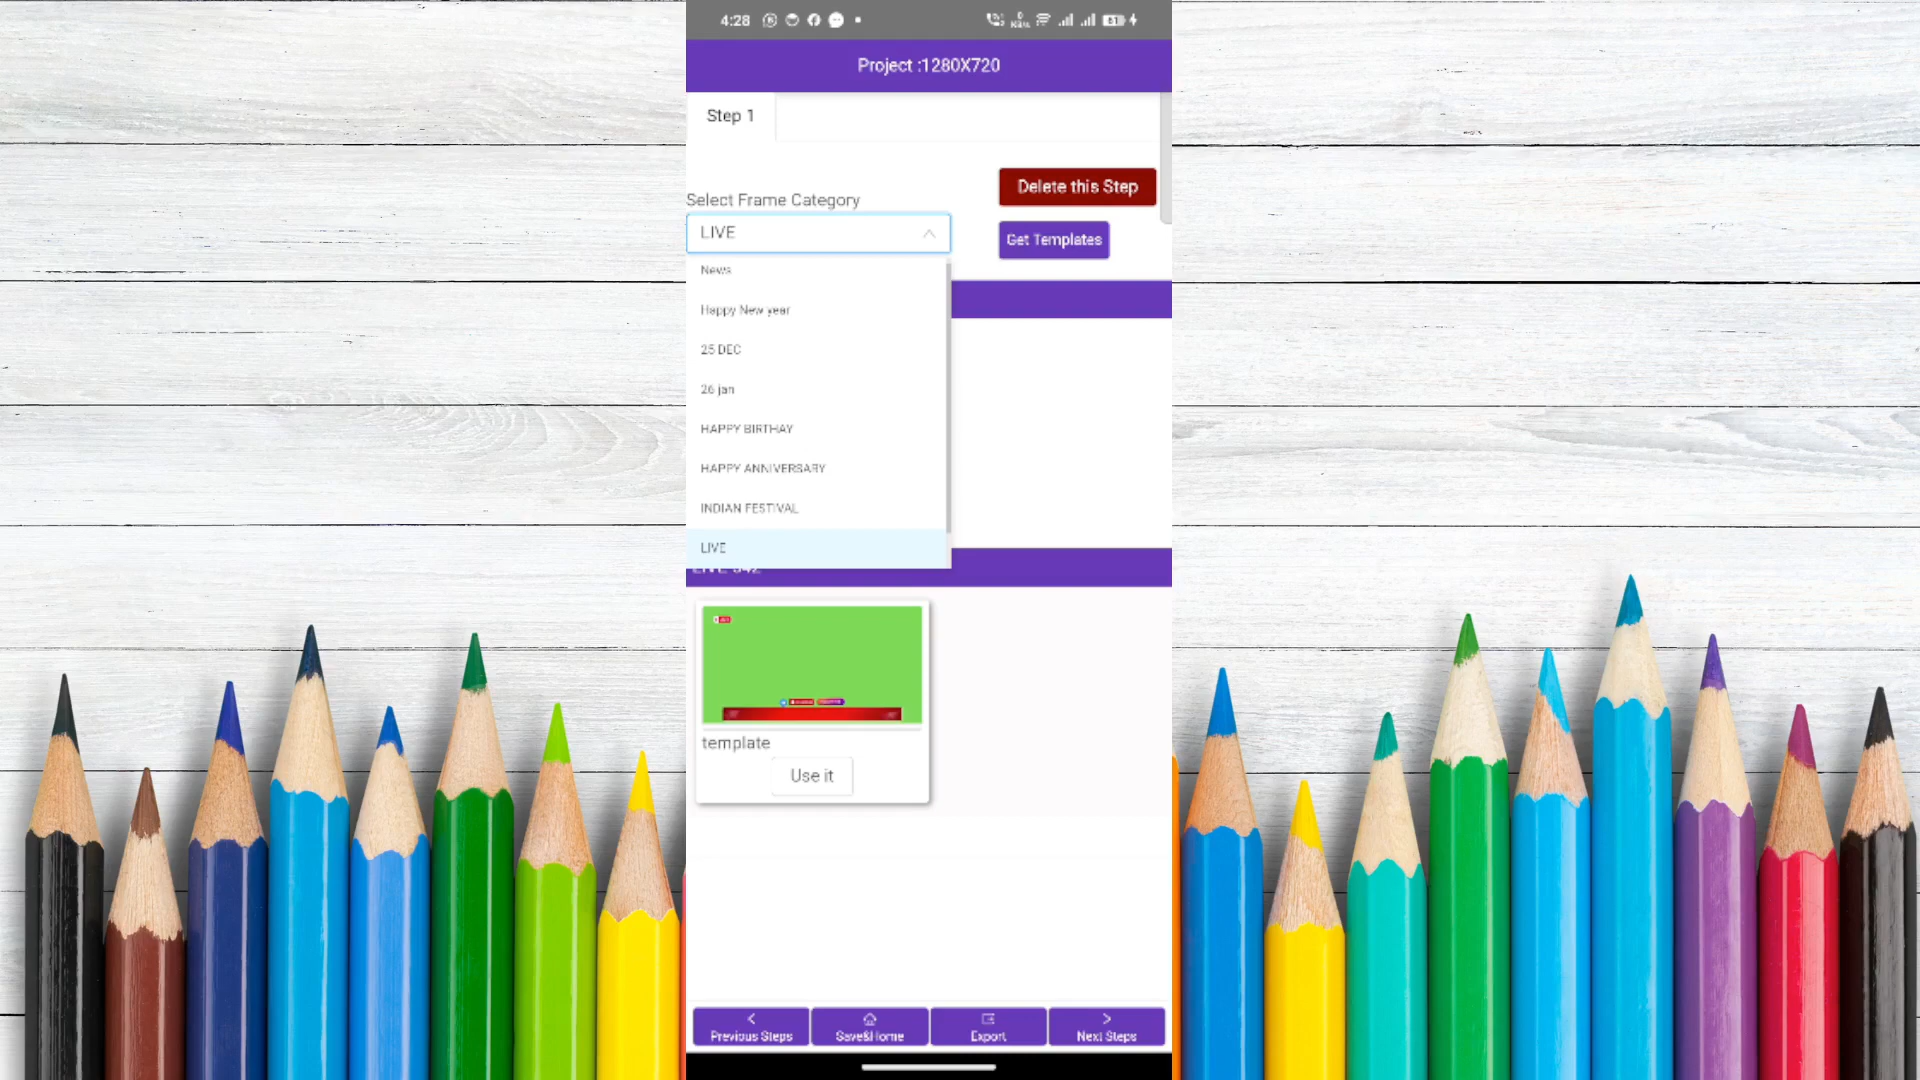 4:28
61
Project :1280X720
Step 1
Delete this Step
Select Frame Category
LIVE
Get Templates
News
Happy New year
25 DEC
26 jan
HAPPY BIRTHAY
HAPPY ANNIVERSARY
INDIAN FESTIVAL
LIVE
template
Use it
Previous Steps
Save&Home
Export
Next Steps